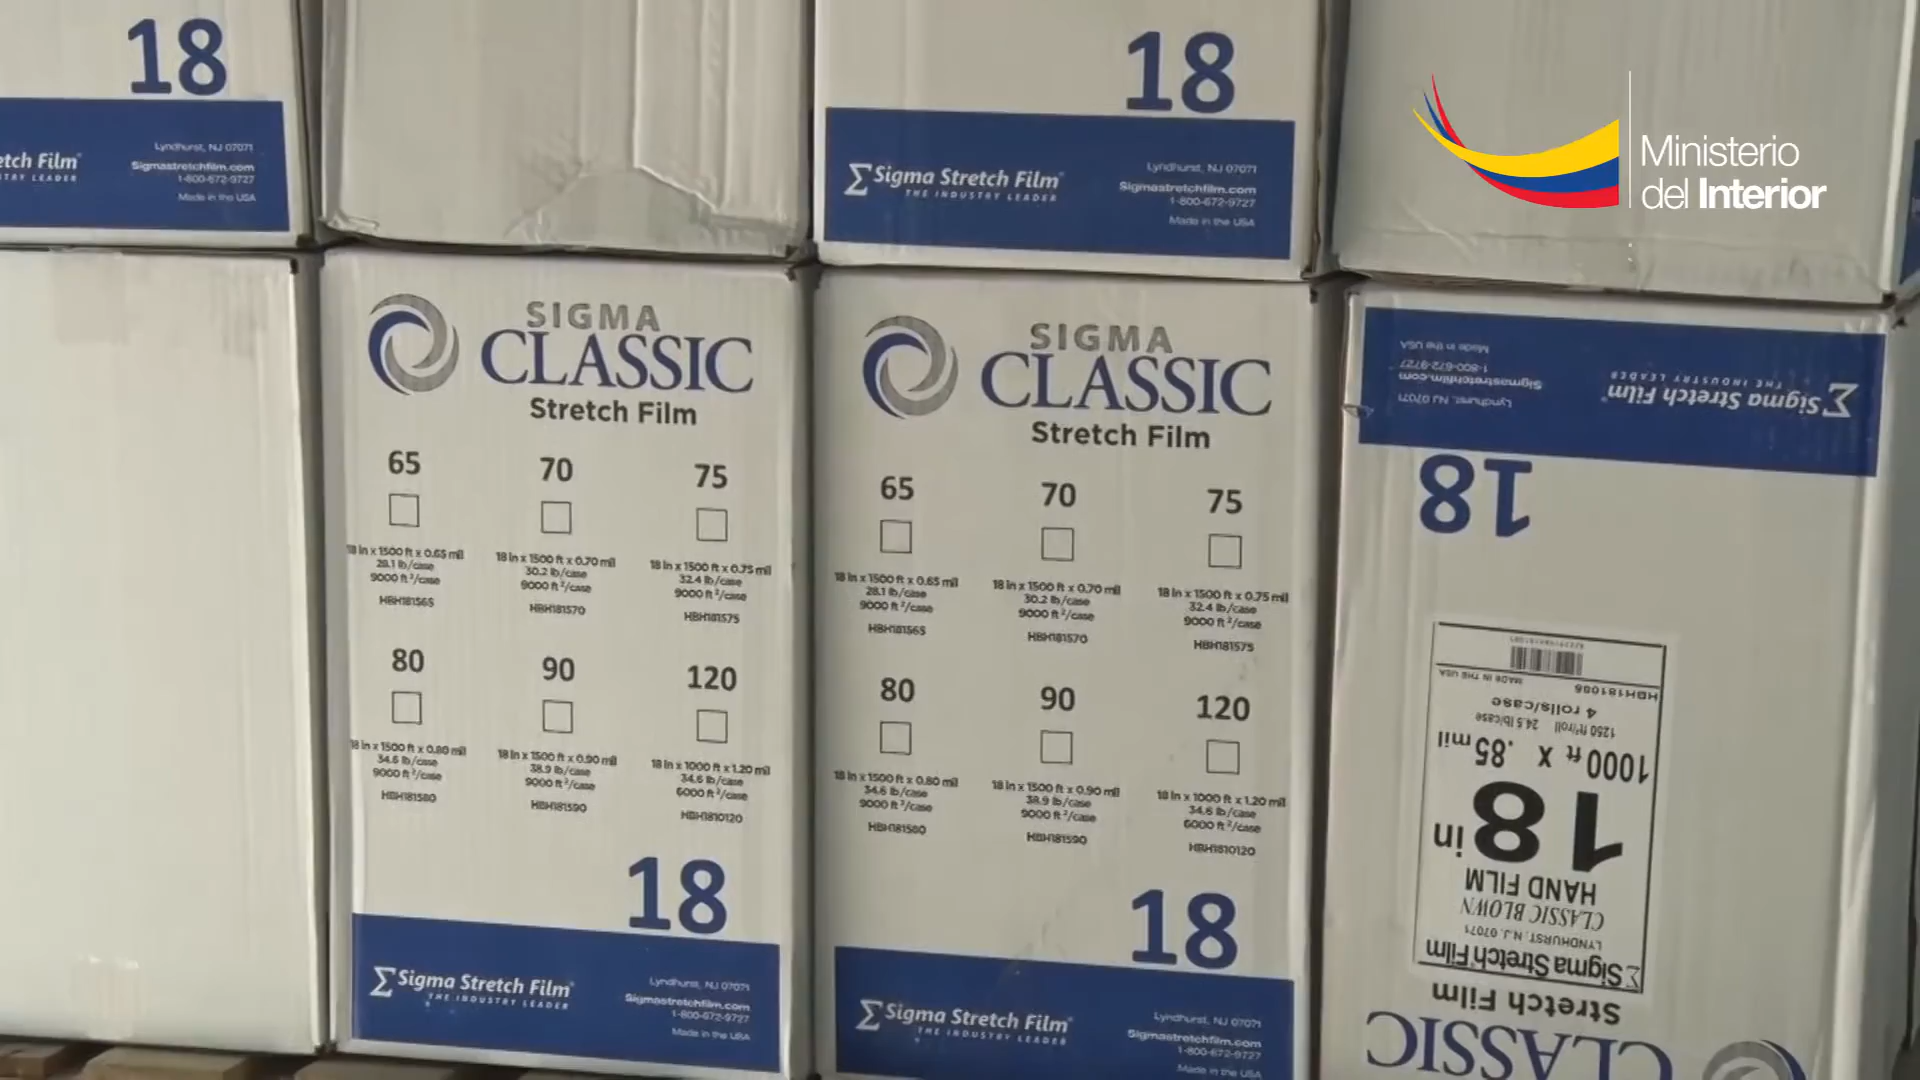 18
tch Film
TRY LEADER
Lyndhurst, NJ 07071
Sigmastretchfilm.com
1-800-672-9727
Made in the USA
18
Sigma Stretch Film
THE INDUSTRY LEADER
Lyndhurst, NJ 07071
Sigmastretchfilm.com
1-800-672-9727
Made in the USA
Ministerio
del Interior
SIGMA
CLASSIC
Stretch Film
65
70
75
18 in x 1500 ft x 0.65 mil
28.1 lb/case
9000 ft²/case
HBH181565
18 in x 1500 ft x 0.70 mil
30.2 lb/case
9000 ft²/case
HBH181570
18 in x 1500 ft x 0.75 mil
32.4 lb/case
9000 ft²/case
HBH181575
80
90
120
18 in x 1500 ft x 0.80 mil
34.6 lb/case
9000 ft²/case
HBH181580
18 in x 1500 ft x 0.90 mil
38.9 lb/case
9000 ft²/case
HBH181590
18 in x 1000 ft x 1.20 mil
34.6 lb/case
6000 ft²/case
HBH1810120
18
Sigma Stretch Film
THE INDUSTRY LEADER
Lyndhurst, NJ 07071
Sigmastretchfilm.com
1-800-672-9727
Made in the USA
SIGMA
CLASSIC
Stretch Film
65
70
75
18 in x 1500 ft x 0.65 mil
28.1 lb/case
9000 ft²/case
HBH181565
18 in x 1500 ft x 0.70 mil
30.2 lb/case
9000 ft²/case
HBH181570
18 in x 1500 ft x 0.75 mil
32.4 lb/case
9000 ft²/case
HBH181575
80
90
120
18 in x 1500 ft x 0.80 mil
34.6 lb/case
9000 ft²/case
HBH181580
18 in x 1500 ft x 0.90 mil
38.9 lb/case
9000 ft²/case
HBH181590
18 in x 1000 ft x 1.20 mil
34.6 lb/case
6000 ft²/case
HBH1810120
18
Sigma Stretch Film
THE INDUSTRY LEADER
Lyndhurst, NJ 07071
Sigmastretchfilm.com
1-800-672-9727
Made in the USA
CLASSIC
Stretch Film
Sigma Stretch Film
LYNDHURST, N.J. 07071
CLASSIC BLOWN
HAND FILM
18 in
1000 ft X .85 mil
1250 ft²/roll 24.5 lb/case
4 rolls/case
HBH181086
MADE IN THE USA
18
Sigma Stretch Film
THE INDUSTRY LEADER
Lyndhurst, NJ 07071
Sigmastretchfilm.com
1-800-672-9727
Made in the USA